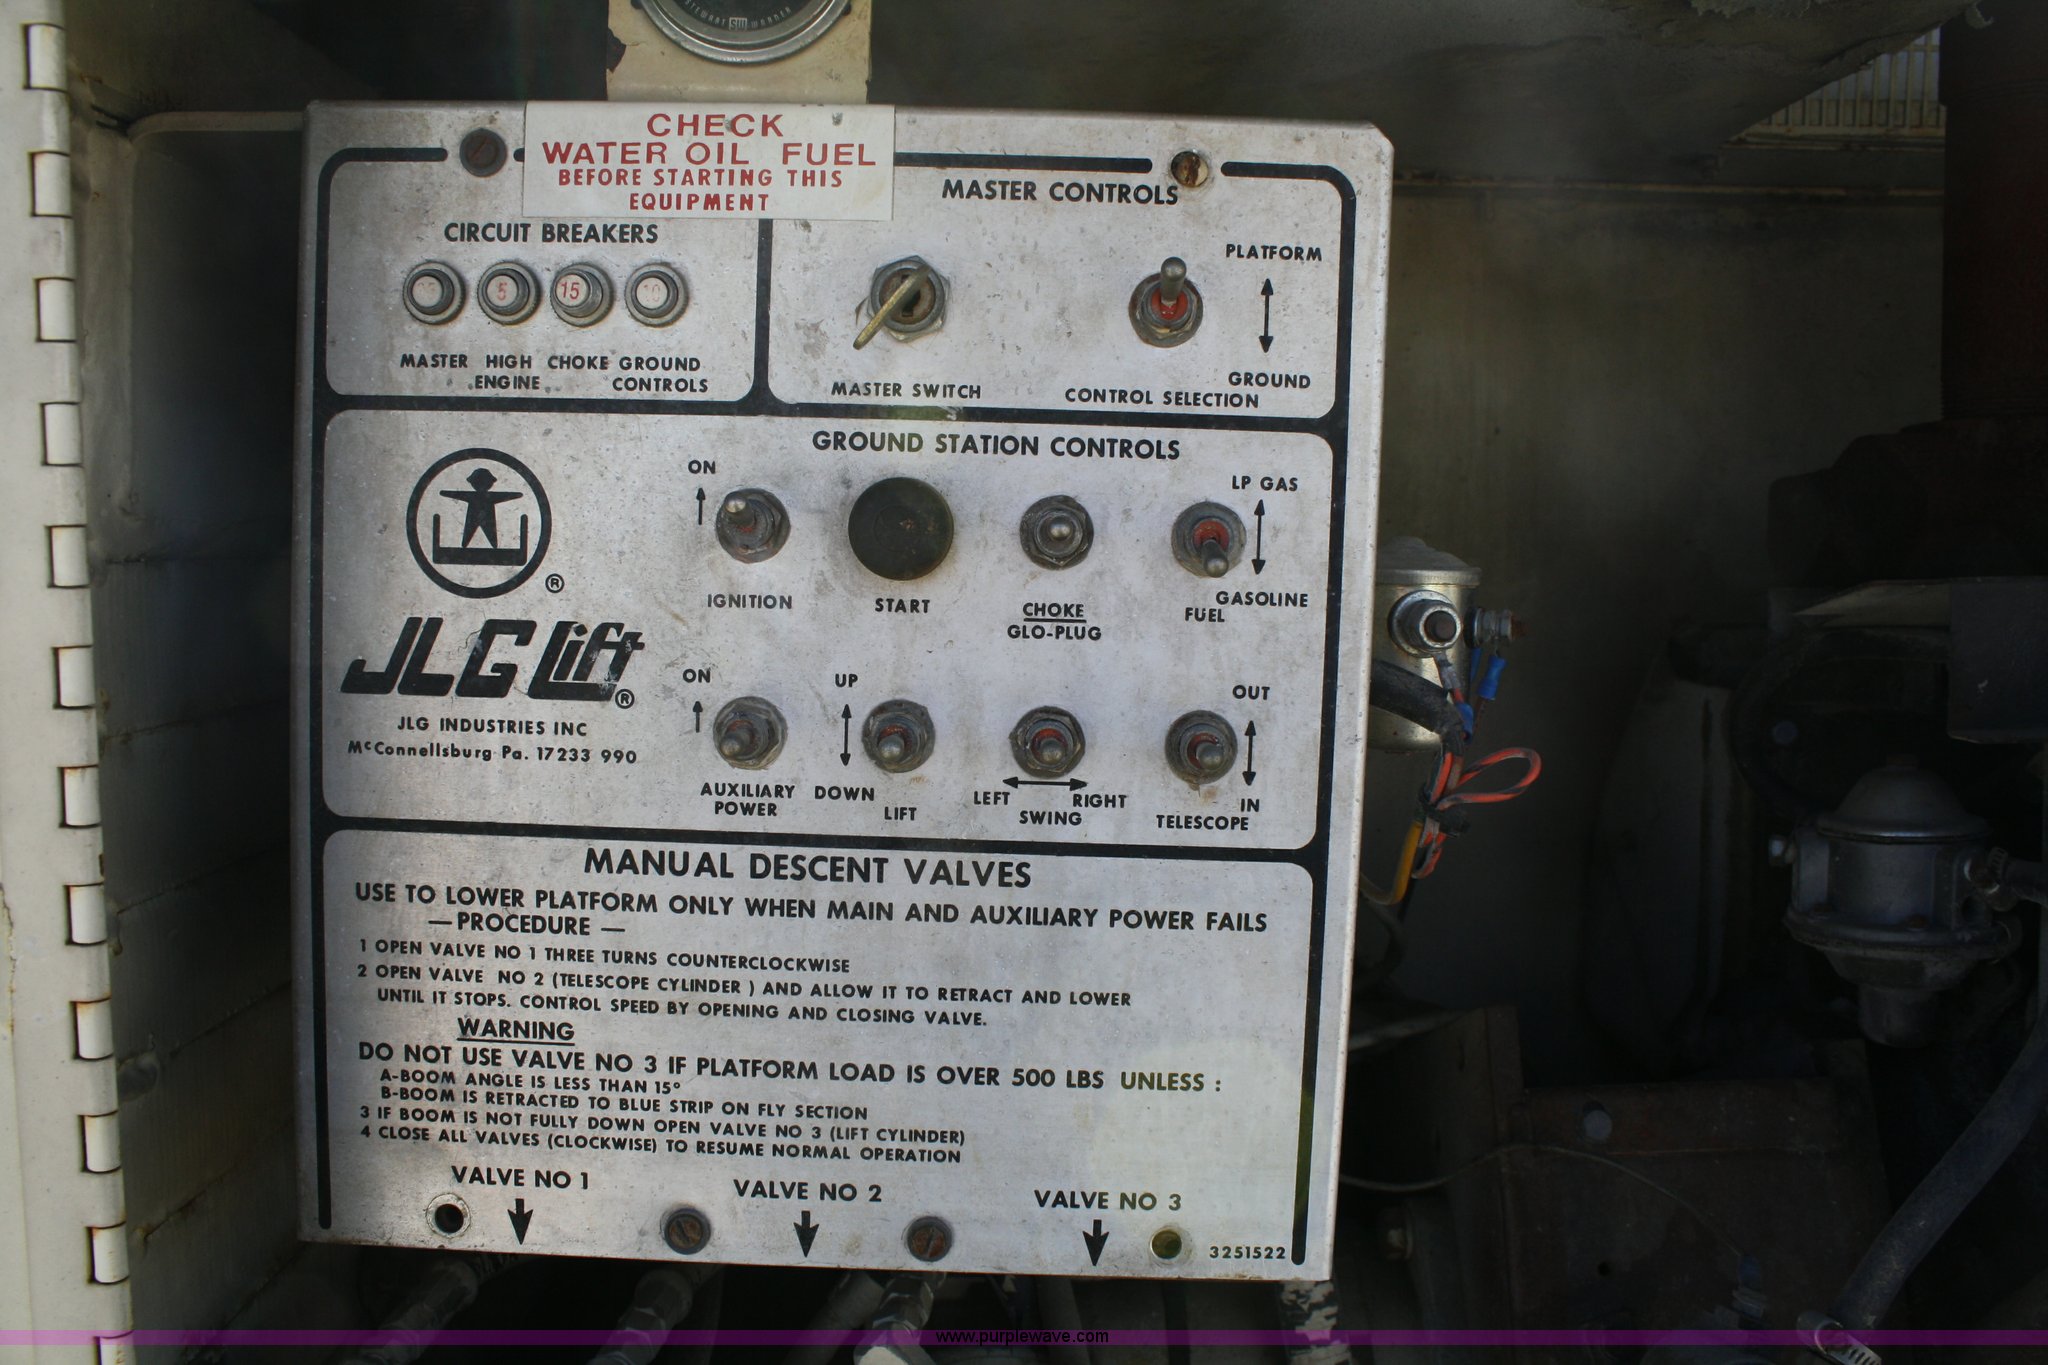 STEWART SW WARNER
CHECK
WATER OIL FUEL
BEFORE STARTING THIS
EQUIPMENT
CIRCUIT BREAKERS
5 15 10
MASTER HIGH CHOKE GROUND
ENGINE CONTROLS
MASTER CONTROLS
PLATFORM
GROUND
MASTER SWITCH
CONTROL SELECTION
GROUND STATION CONTROLS
ON
LP GAS
IGNITION
START
CHOKE
GLO-PLUG
GASOLINE
FUEL
®
JLG Lift
®
JLG INDUSTRIES INC
McConnellsburg Pa. 17233 990
ON
UP
OUT
AUXILIARY
POWER
DOWN
LIFT
LEFT RIGHT
SWING
IN
TELESCOPE
MANUAL DESCENT VALVES
USE TO LOWER PLATFORM ONLY WHEN MAIN AND AUXILIARY POWER FAILS
— PROCEDURE —
1 OPEN VALVE NO 1 THREE TURNS COUNTERCLOCKWISE
2 OPEN VALVE NO 2 (TELESCOPE CYLINDER ) AND ALLOW IT TO RETRACT AND LOWER
UNTIL IT STOPS. CONTROL SPEED BY OPENING AND CLOSING VALVE.
WARNING
DO NOT USE VALVE NO 3 IF PLATFORM LOAD IS OVER 500 LBS UNLESS :
A-BOOM ANGLE IS LESS THAN 15°
B-BOOM IS RETRACTED TO BLUE STRIP ON FLY SECTION
3 IF BOOM IS NOT FULLY DOWN OPEN VALVE NO 3 (LIFT CYLINDER)
4 CLOSE ALL VALVES (CLOCKWISE) TO RESUME NORMAL OPERATION
VALVE NO 1
VALVE NO 2
VALVE NO 3
3251522
www.purplewave.com